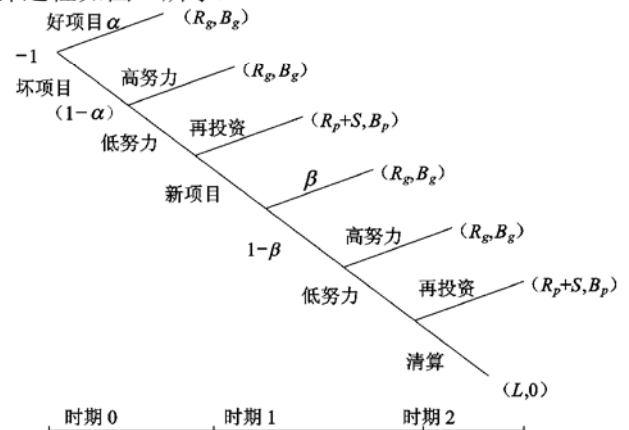 好项目α
(R_g,B_g)
-1
坏项目
(1-α)
高努力
(R_g,B_g)
低努力
再投资
(R_p+S,B_p)
新项目
β
(R_g,B_g)
1-β
高努力
(R_g,B_g)
低努力
再投资
(R_p+S,B_p)
清算
(L,0)
时期0 时期1 时期2